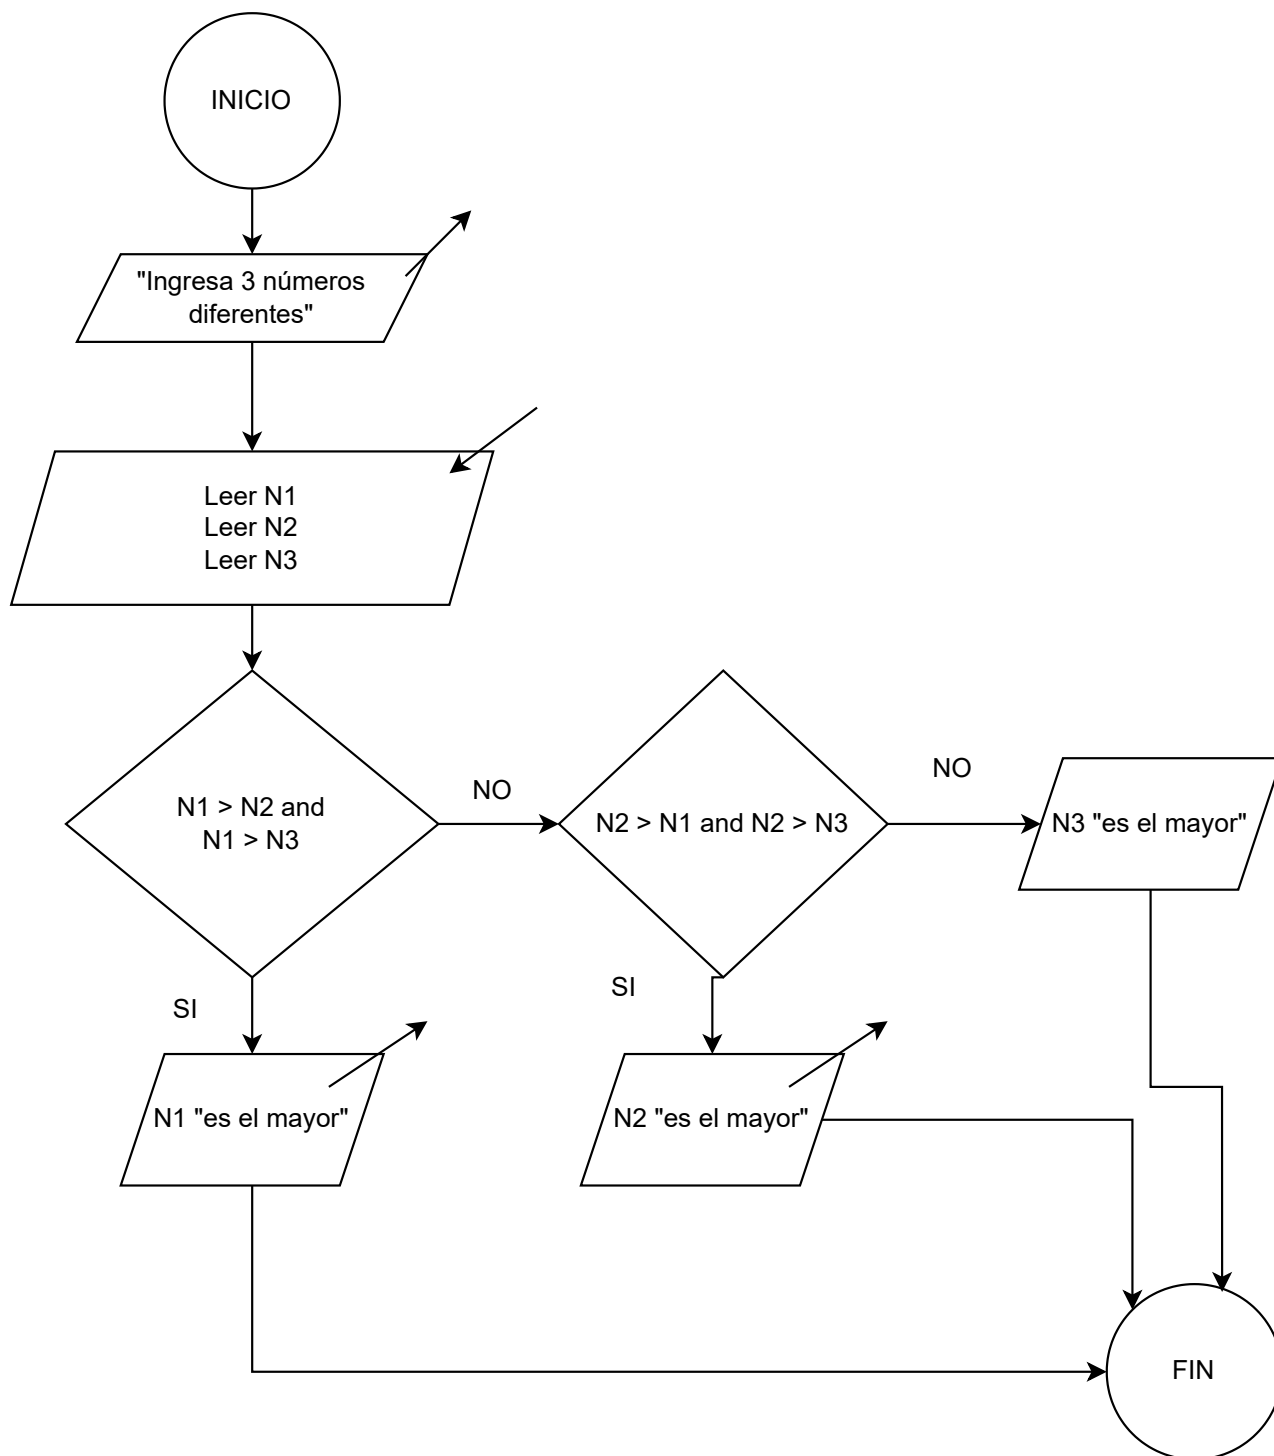 INICIO
"Ingresa 3 números
diferentes"
Leer N1
Leer N2
Leer N3
N1 > N2 and
N1 > N3
NO
N2 > N1 and N2 > N3
NO
N3 "es el mayor"
SI
N1 "es el mayor"
SI
N2 "es el mayor"
FIN